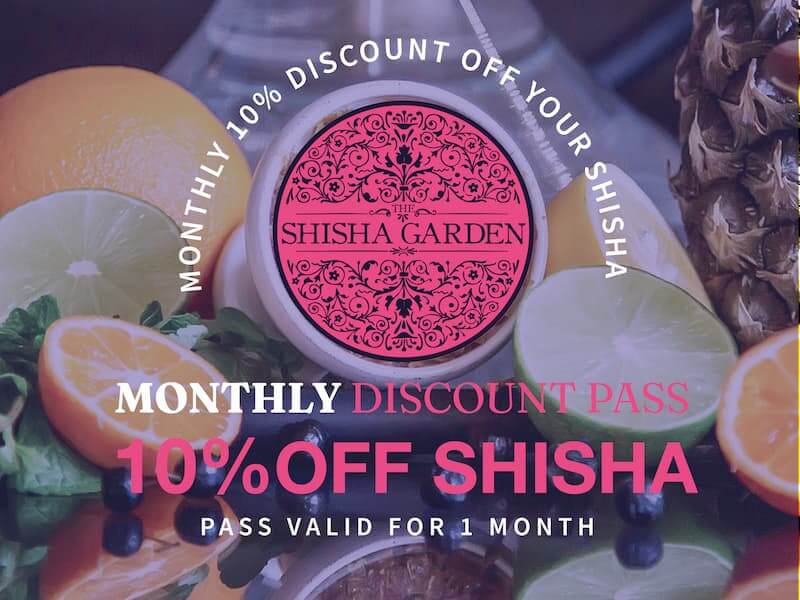 MONTHLY 10% DISCOUNT OFF YOUR SHISHA
THE
SHISHA GARDEN
MONTHLY DISCOUNT PASS
10%OFF SHISHA
PASS VALID FOR 1 MONTH